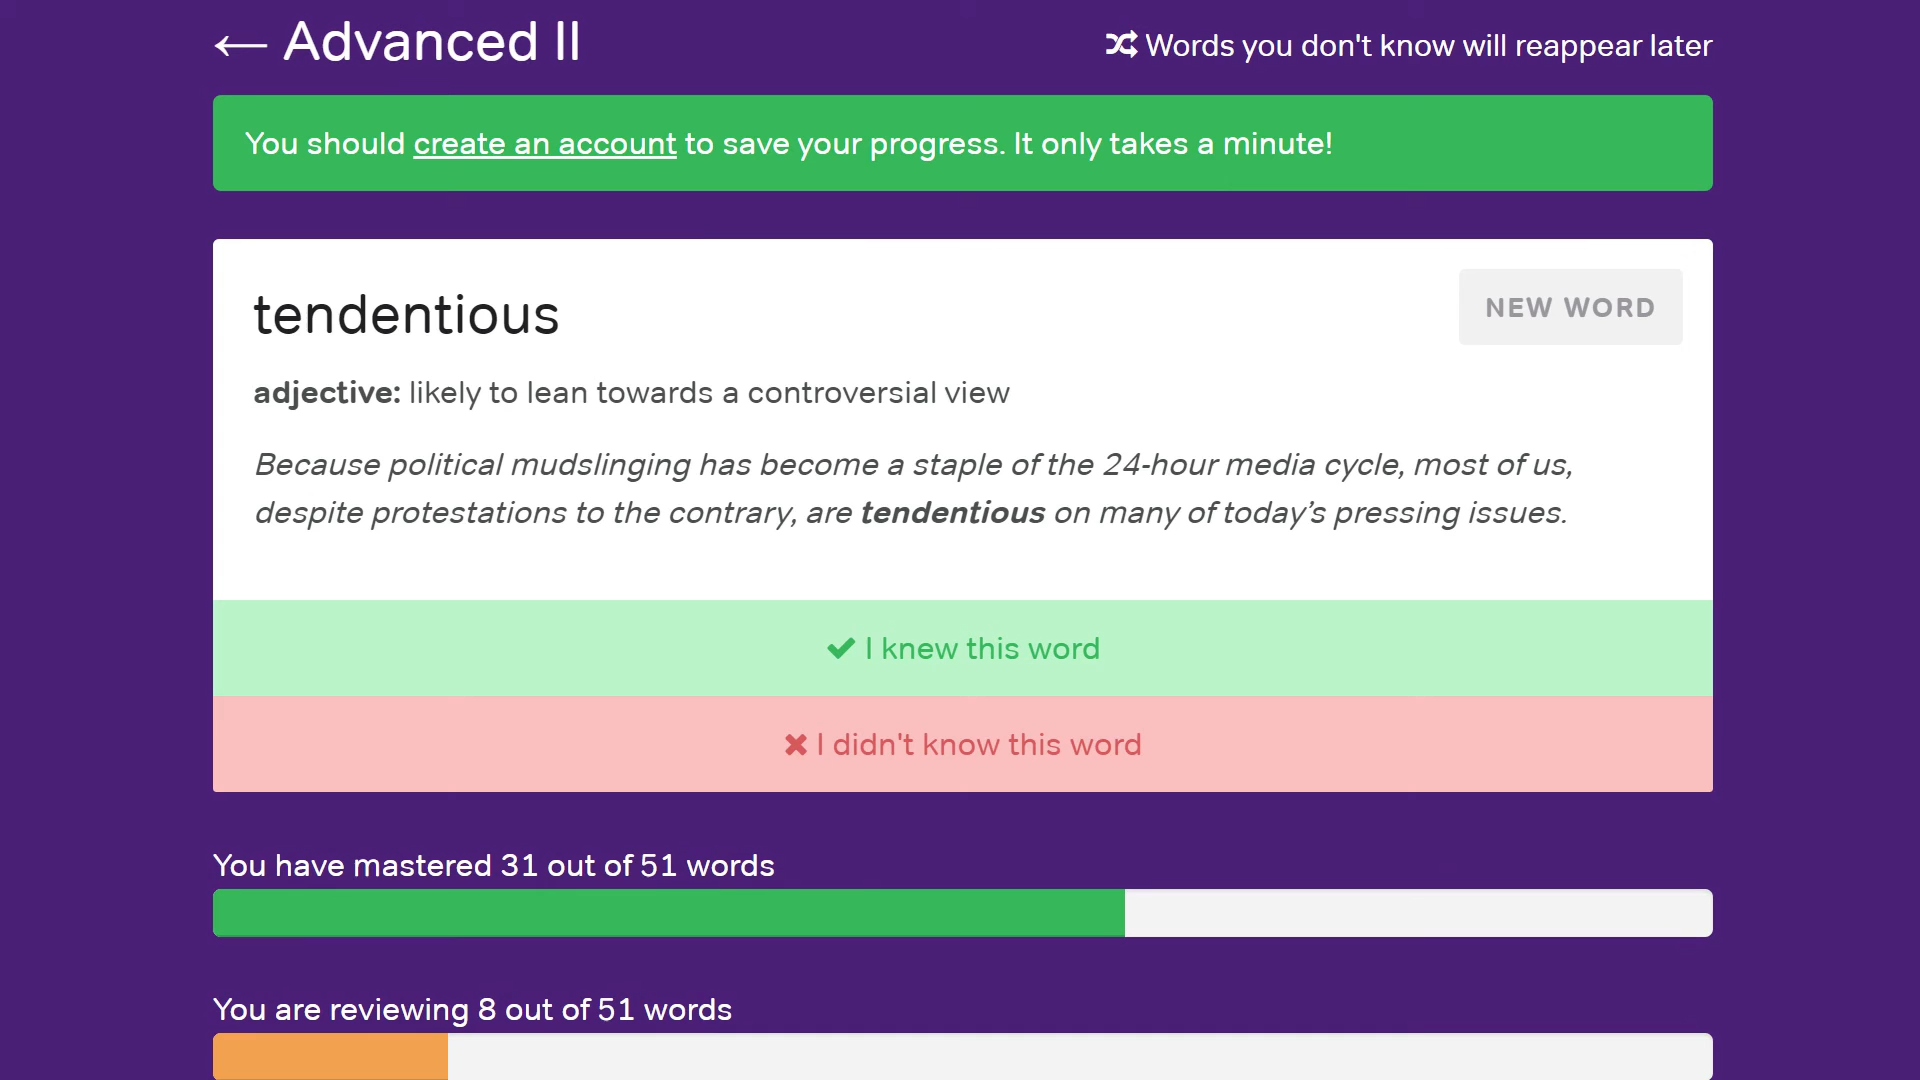 ← Advanced II
Words you don't know will reappear later
You should create an account to save your progress. It only takes a minute!
tendentious
NEW WORD
adjective: likely to lean towards a controversial view
Because political mudslinging has become a staple of the 24-hour media cycle, most of us,
despite protestations to the contrary, are tendentious on many of today’s pressing issues.
I knew this word
I didn't know this word
You have mastered 31 out of 51 words
You are reviewing 8 out of 51 words